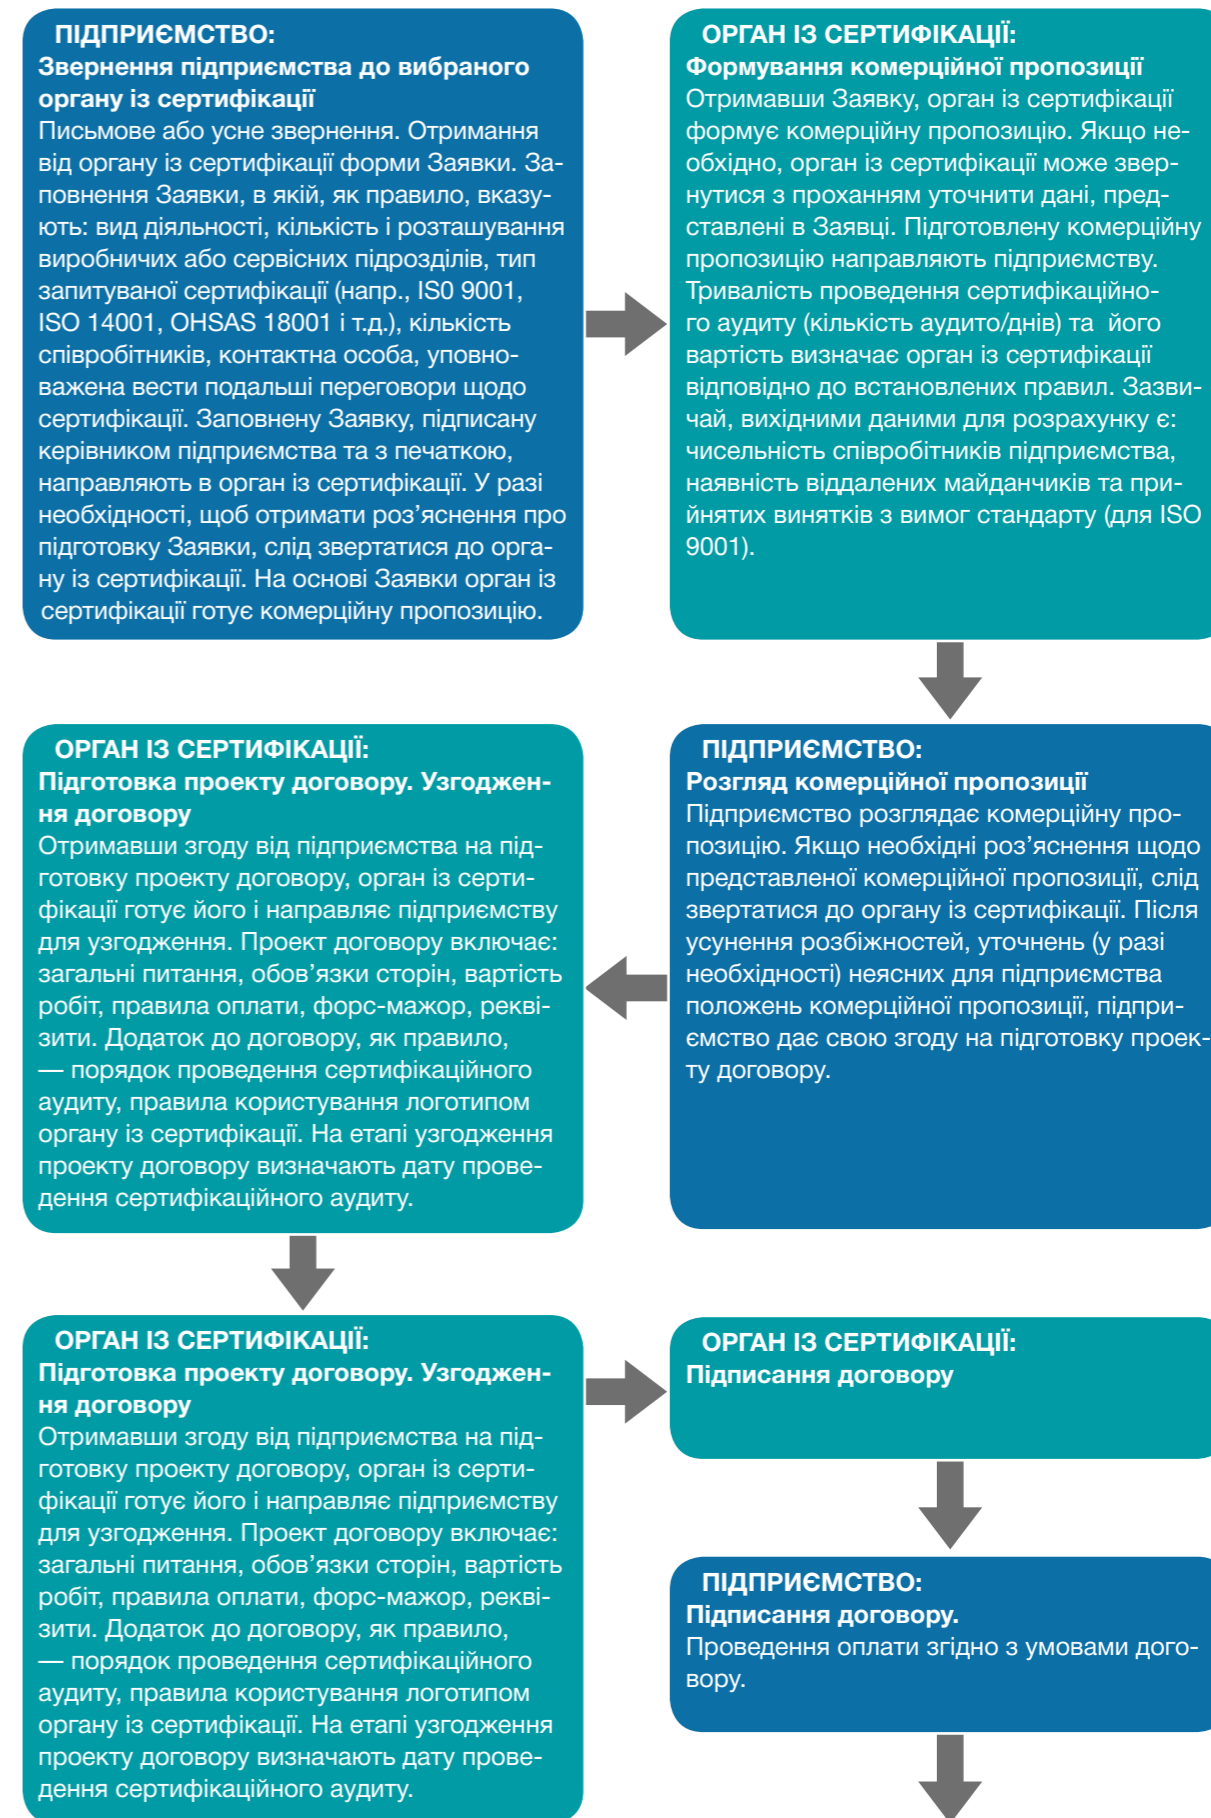 ПІДПРИЄМСТВО:
Звернення підприємства до вибраного
органу із сертифікації
Письмове або усне звернення. Отримання
від органу із сертифікації форми Заявки. За-
повнення Заявки, в якій, як правило, вказу-
ють: вид діяльності, кількість і розташування
виробничих або сервісних підрозділів, тип
запитуваної сертифікації (напр., IS0 9001,
ISO 14001, OHSAS 18001 і т.д.), кількість
співробітників, контактна особа, уповно-
важена вести подальші переговори щодо
сертифікації. Заповнену Заявку, підписану
керівником підприємства та з печаткою,
направляють в орган із сертифікації. У разі
необхідності, щоб отримати роз’яснення про
підготовку Заявки, слід звертатися до орга-
ну із сертифікації. На основі Заявки орган із
сертифікації готує комерційну пропозицію.
ОРГАН ІЗ СЕРТИФІКАЦІЇ:
Формування комерційної пропозиції
Отримавши Заявку, орган із сертифікації
формує комерційну пропозицію. Якщо не-
обхідно, орган із сертифікації може звер-
нутися з проханням уточнити дані, пред-
ставлені в Заявці. Підготовлену комерційну
пропозицію направляють підприємству.
Тривалість проведення сертифікаційно-
го аудиту (кількість аудито/днів) та його
вартість визначає орган із сертифікації
відповідно до встановлених правил. Зазви-
чай, вихідними даними для розрахунку є:
чисельність співробітників підприємства,
наявність віддалених майданчиків та при-
йнятих винятків з вимог стандарту (для ISO
9001).
ПІДПРИЄМСТВО:
Розгляд комерційної пропозиції
Підприємство розглядає комерційну про-
позицію. Якщо необхідні роз’яснення щодо
представленої комерційної пропозиції, слід
звертатися до органу із сертифікації. Після
усунення розбіжностей, уточнень (у разі
необхідності) неясних для підприємства
положень комерційної пропозиції, підпри-
ємство дає свою згоду на підготовку проек-
ту договору.
ОРГАН ІЗ СЕРТИФІКАЦІЇ:
Підготовка проекту договору. Узгоджен-
ня договору
Отримавши згоду від підприємства на під-
готовку проекту договору, орган із серти-
фікації готує його і направляє підприємству
для узгодження. Проект договору включає:
загальні питання, обов’язки сторін, вартість
робіт, правила оплати, форс-мажор, рекві-
зити. Додаток до договору, як правило,
— порядок проведення сертифікаційного
аудиту, правила користування логотипом
органу із сертифікації. На етапі узгодження
проекту договору визначають дату прове-
дення сертифікаційного аудиту.
ОРГАН ІЗ СЕРТИФІКАЦІЇ:
Підготовка проекту договору. Узгоджен-
ня договору
Отримавши згоду від підприємства на під-
готовку проекту договору, орган із серти-
фікації готує його і направляє підприємству
для узгодження. Проект договору включає:
загальні питання, обов’язки сторін, вартість
робіт, правила оплати, форс-мажор, рекві-
зити. Додаток до договору, як правило,
— порядок проведення сертифікаційного
аудиту, правила користування логотипом
органу із сертифікації. На етапі узгодження
проекту договору визначають дату прове-
дення сертифікаційного аудиту.
ОРГАН ІЗ СЕРТИФІКАЦІЇ:
Підписання договору
ПІДПРИЄМСТВО:
Підписання договору.
Проведення оплати згідно з умовами дого-
вору.